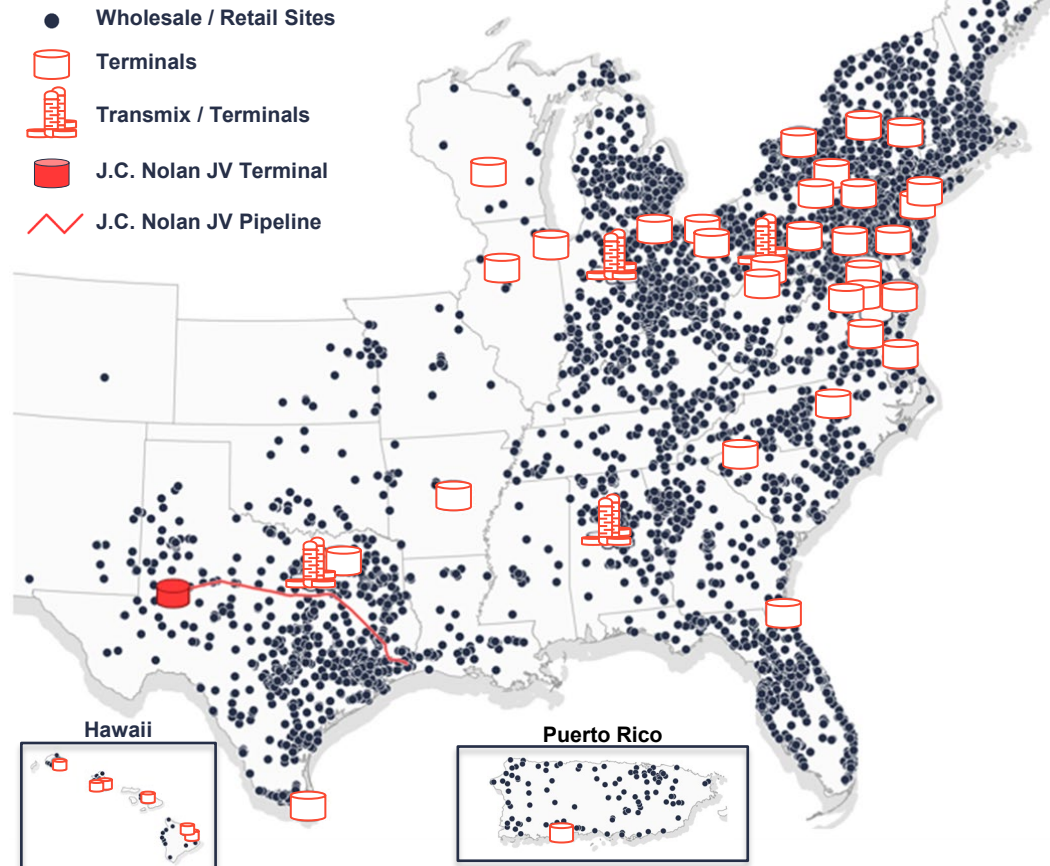 Wholesale / Retail Sites
Terminals
Transmix / Terminals
J.C. Nolan JV Terminal
J.C. Nolan JV Pipeline
Hawaii
Puerto Rico